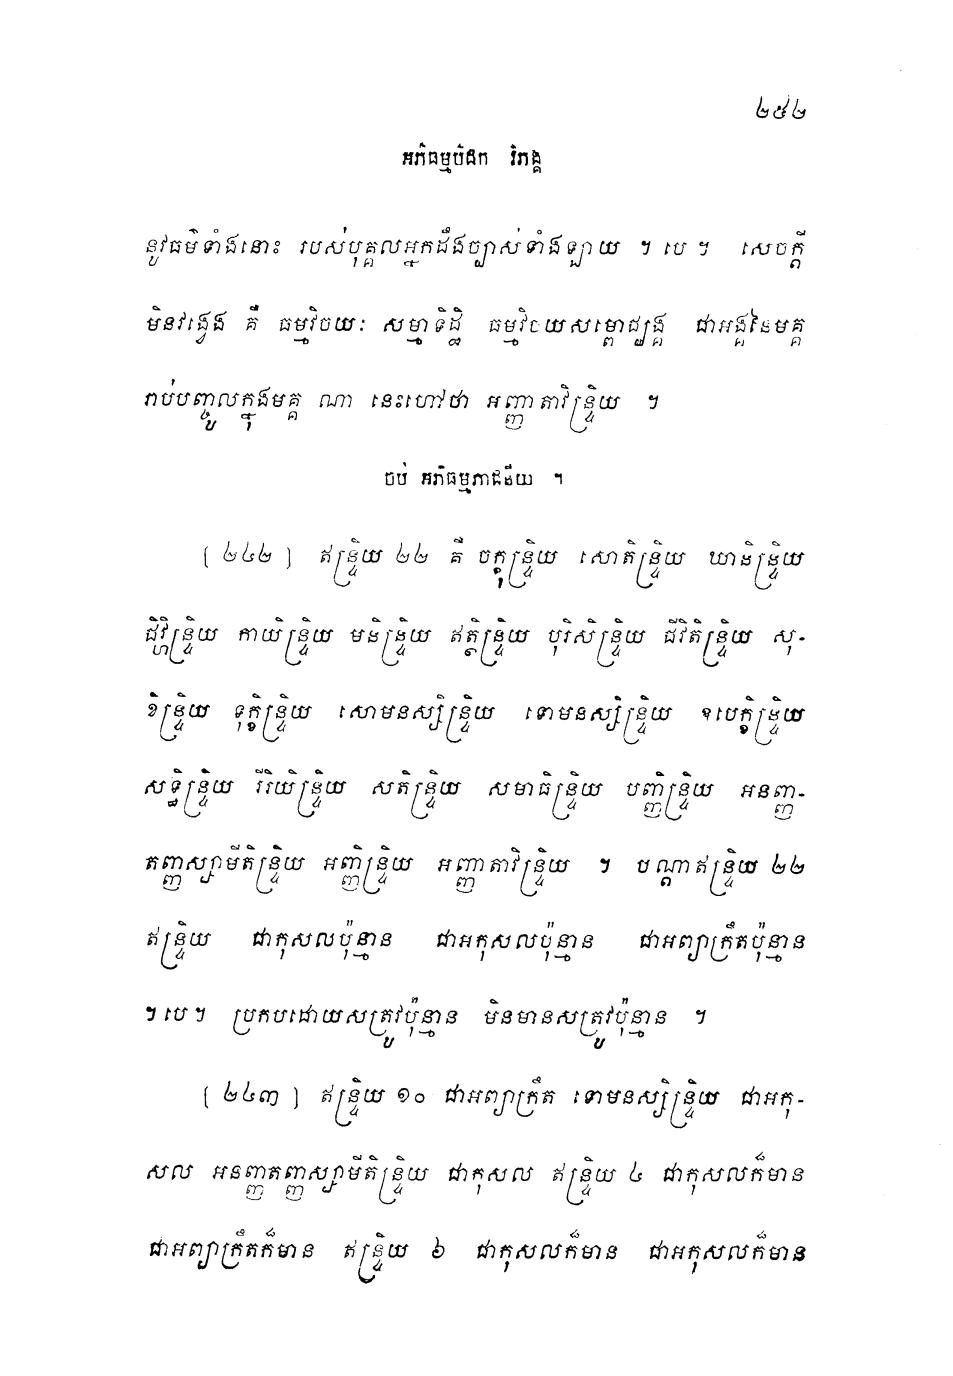 ២៥២
អភិធម្មបិដក វិភង្គ
នូវធម៌ទាំងនោះ របស់បុគ្គលអ្នកដឹងច្បាស់ទាំងឡាយ ។ បេ ។ សេចក្តី
មិនវង្វេង គឺ ធម្មវិចយៈ សម្មាទិដ្ឋិ ធម្មវិចយសម្ពោជ្ឈង្គ ជាអង្គនៃមគ្គ
រាប់បញ្ចូលក្នុងមគ្គ ណា នេះហៅថា អញ្ញាតាវិន្ទ្រិយ ។
ចប់ អភិធម្មភាជនីយ ។
[ ២៤២ ] ឥន្ទ្រិយ ២២ គឺ ចក្ខុន្ទ្រិយ សោតិន្ទ្រិយ ឃានិន្ទ្រិយ
ជិវ្ហិន្ទ្រិយ កាយិន្ទ្រិយ មនិន្ទ្រិយ ឥត្ថិន្ទ្រិយ បុរិសិន្ទ្រិយ ជីវិតិន្ទ្រិយ សុ-
ខិន្ទ្រិយ ទុក្ខិន្ទ្រិយ សោមនស្សិន្ទ្រិយ ទោមនស្សិន្ទ្រិយ ឧបេក្ខិន្ទ្រិយ
សទ្ធិន្ទ្រិយ វីរិយិន្ទ្រិយ សតិន្ទ្រិយ សមាធិន្ទ្រិយ បញ្ញិន្ទ្រិយ អនញ្ញា-
តញ្ញស្សាមីតិន្ទ្រិយ អញ្ញិន្ទ្រិយ អញ្ញាតាវិន្ទ្រិយ ។ បណ្តាឥន្ទ្រិយ ២២
ឥន្ទ្រិយ ជាកុសលប៉ុន្មាន ជាអកុសលប៉ុន្មាន ជាអព្យាក្រឹតប៉ុន្មាន
។ បេ ។ ប្រកបដោយសត្រូវប៉ុន្មាន មិនមានសត្រូវប៉ុន្មាន ។
[ ២៤៣ ] ឥន្ទ្រិយ ១០ ជាអព្យាក្រឹត ទោមនស្សិន្ទ្រិយ ជាអកុ-
សល អនញ្ញាតញ្ញស្សាមីតិន្ទ្រិយ ជាកុសល ឥន្ទ្រិយ ៤ ជាកុសលក៏មាន
ជាអព្យាក្រឹតក៏មាន ឥន្ទ្រិយ ៦ ជាកុសលក៏មាន ជាអកុសលក៏មាន